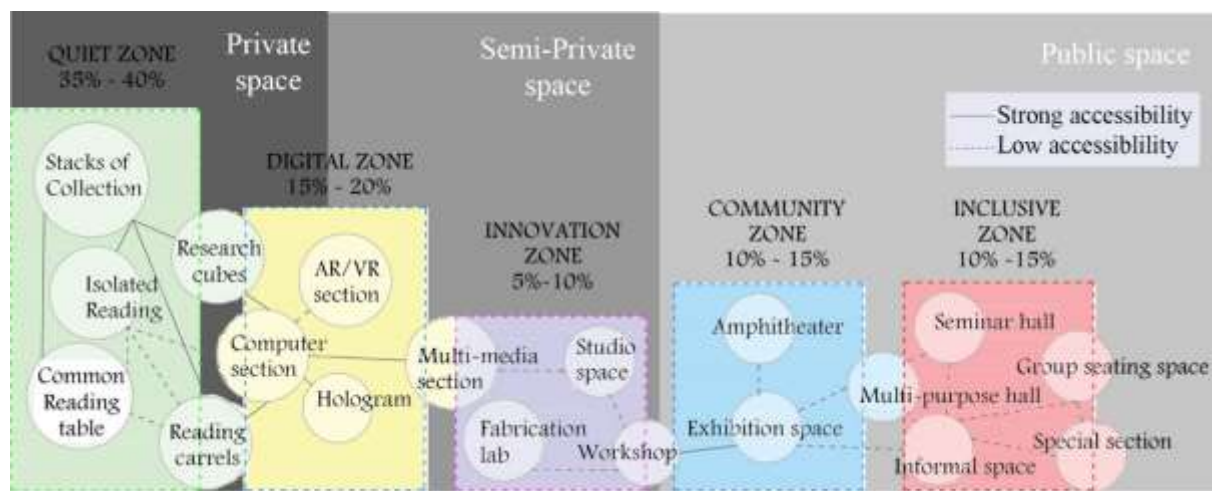 QUIET ZONE
35% - 40%
Private
space
Semi-Private
space
Public space
Strong accessibility
Low accessiblility
Stacks of
Collection
Isolated
Reading
Common
Reading
table
Research
cubes
Reading
carrels
DIGITAL ZONE
15% - 20%
AR/VR
section
Computer
section
Hologram
Multi-media
section
INNOVATION
ZONE
5%-10%
Studio
space
Fabrication
lab
Workshop
COMMUNITY
ZONE
10% - 15%
Amphitheater
Exhibition space
Multi-purpose hall
INCLUSIVE
ZONE
10% -15%
Seminar hall
Group seating space
Special section
Informal space